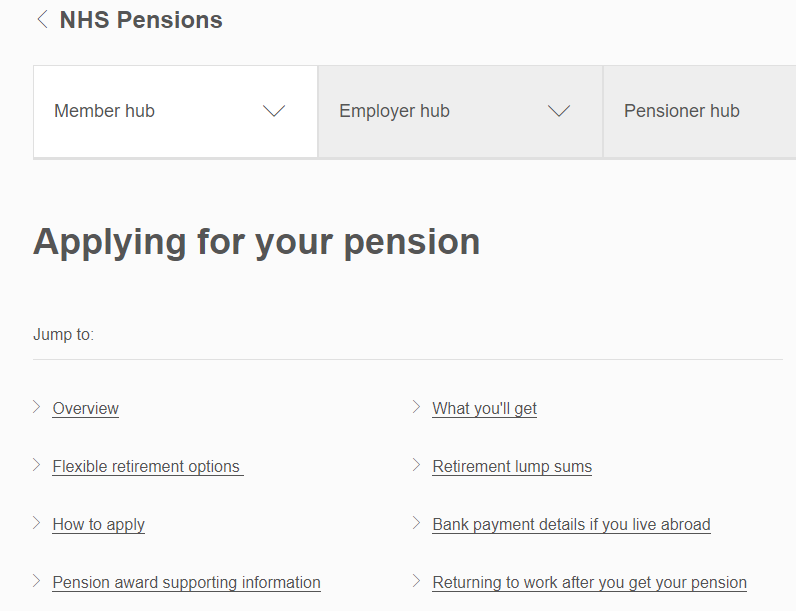 NHS Pensions
Member hub
Employer hub
Pensioner hub
Applying for your pension
Jump to:
Overview
What you'll get
Flexible retirement options
Retirement lump sums
How to apply
Bank payment details if you live abroad
Pension award supporting information
Returning to work after you get your pension